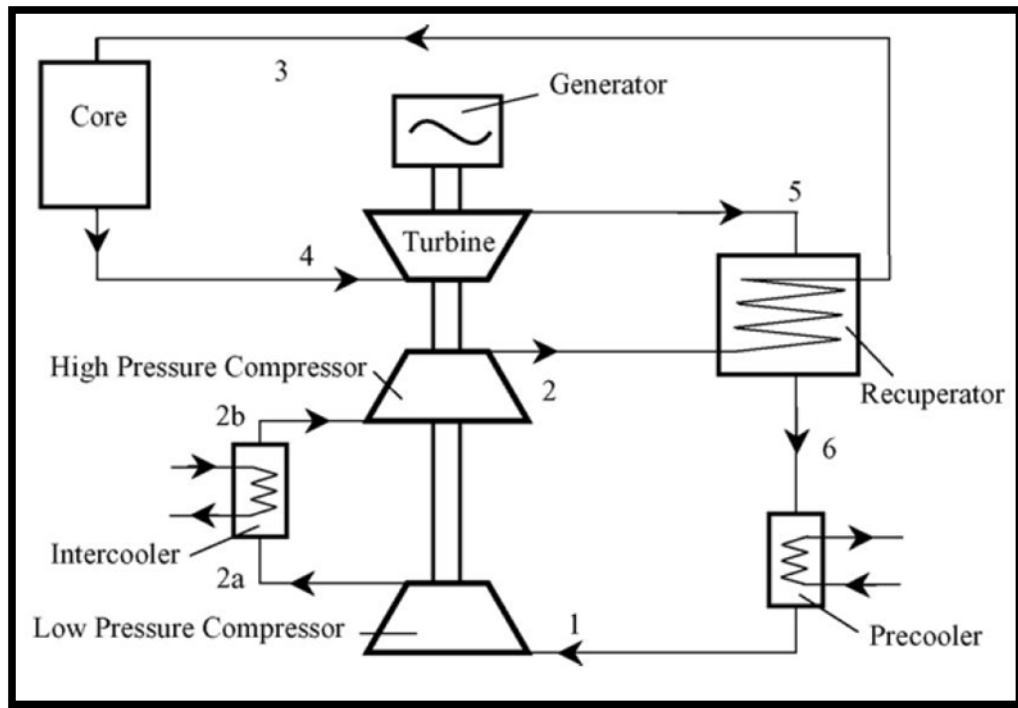 3
Generator
Core
5
Turbine
4
High Pressure Compressor
2
Recuperator
2b
6
Intercooler
2a
Low Pressure Compressor
1
Precooler